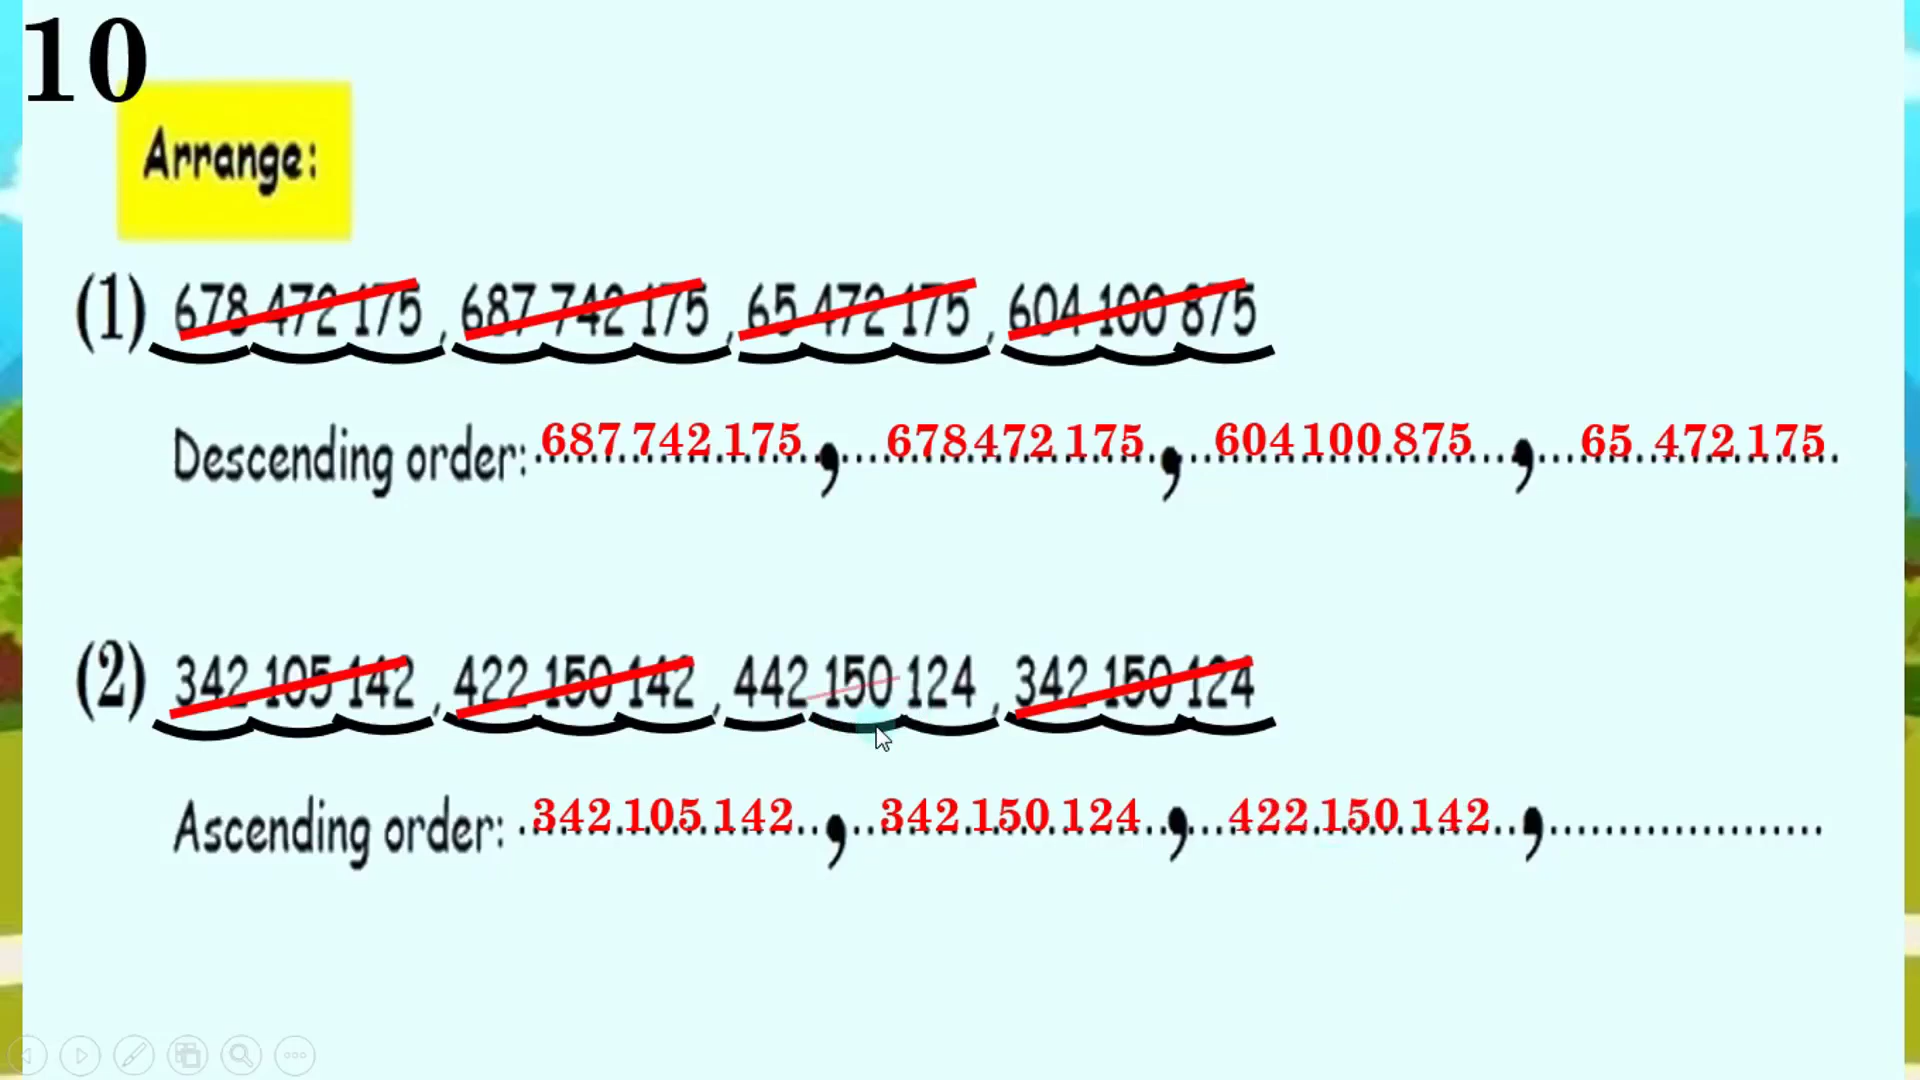 10
Arrange:
(1) 678 472 175 , 687 742 175 , 65 472 175 , 604 100 875
Descending order: 687 742 175 , 678 472 175 , 604 100 875 , 65 472 175
(2) 342 105 142 , 422 150 142 , 442 150 124 , 342 150 124
Ascending order: 342 105 142 , 342 150 124 , 422 150 142 , ....................